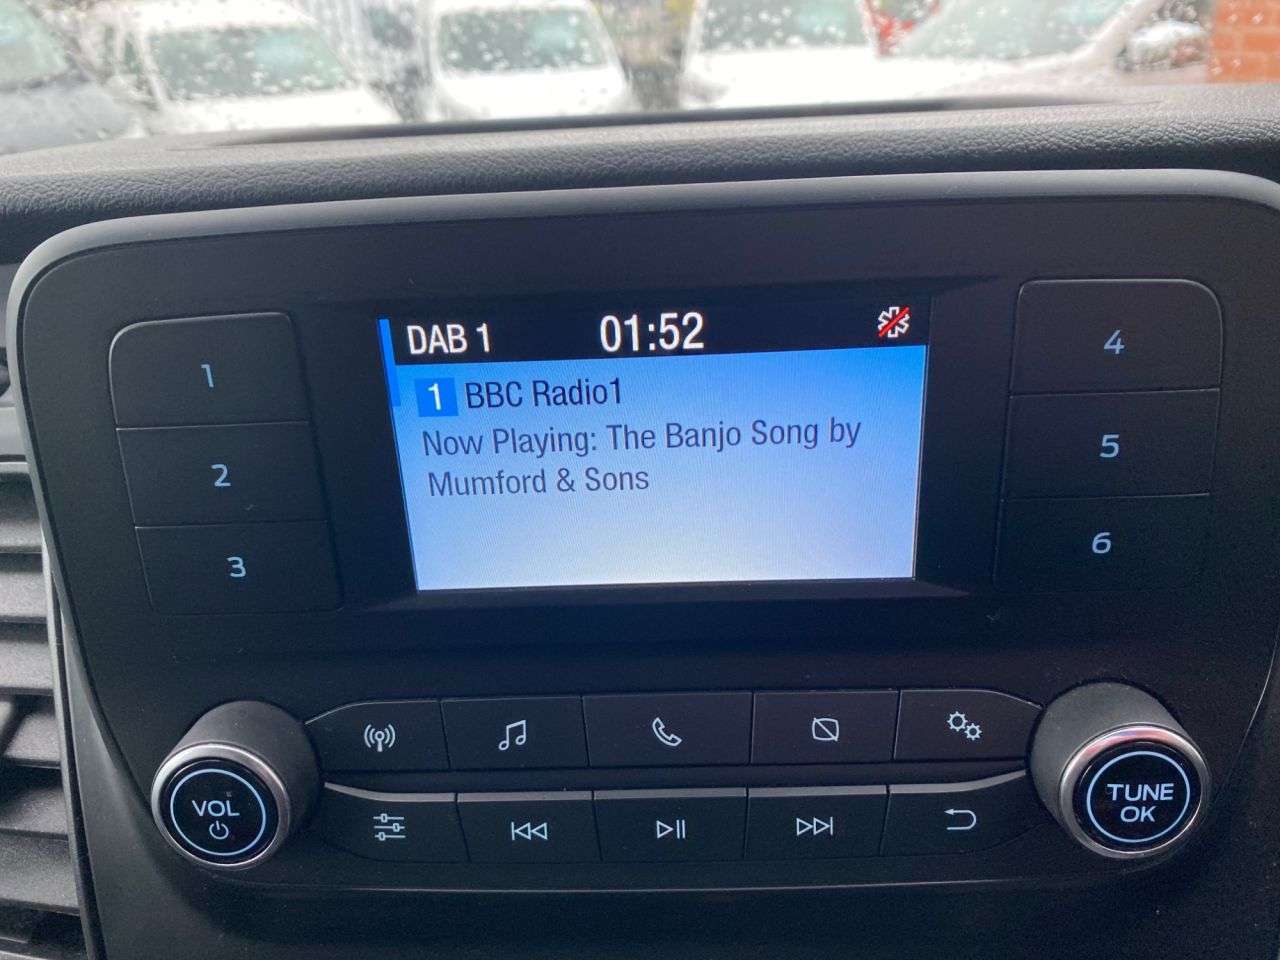 DAB 1 01:52
1 BBC Radio1
Now Playing: The Banjo Song by
Mumford & Sons
1
2
3
4
5
6
VOL
TUNE
OK